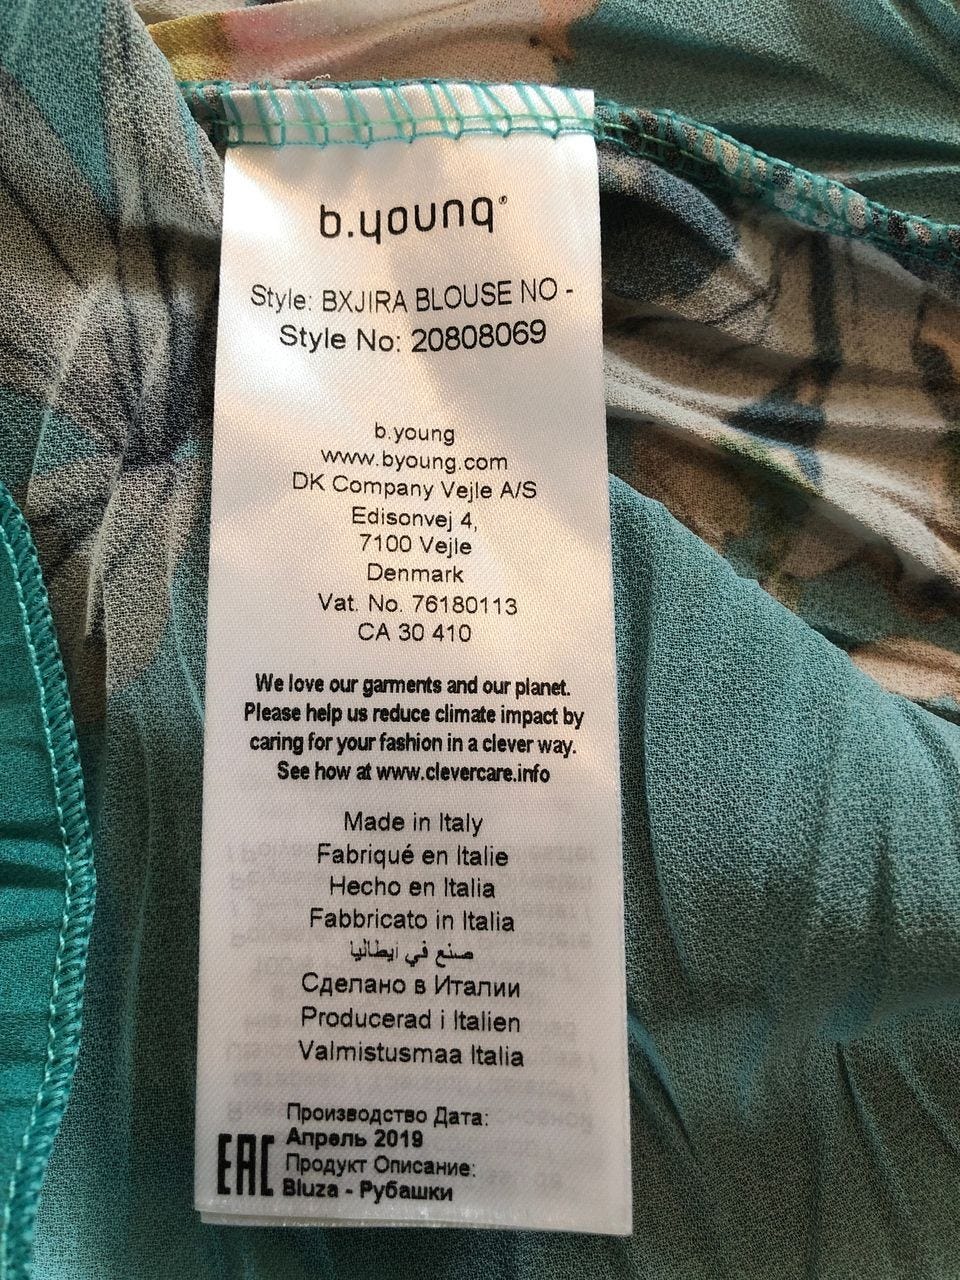 b.young®
Style: BXJIRA BLOUSE NO -
Style No: 20808069
b.young
www.byoung.com
DK Company Vejle A/S
Edisonvej 4,
7100 Vejle
Denmark
Vat. No. 76180113
CA 30 410
We love our garments and our planet.
Please help us reduce climate impact by
caring for your fashion in a clever way.
See how at www.clevercare.info
Made in Italy
Fabriqué en Italie
Hecho en Italia
Fabbricato in Italia
صنع في ايطاليا
Сделано в Италии
Producerad i Italien
Valmistusmaa Italia
Производство Дата:
Апрель 2019
EAC
Продукт Описание:
Bluza - Рубашки